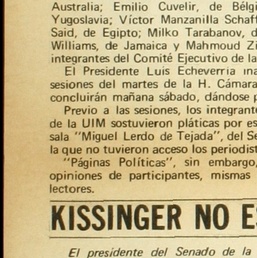 Australia; Emilio Cuvelir, de Bélgi
Yugoslavia; Víctor Manzanilla Schaff
Said, de Egipto; Milko Tarabanov, d
Williams, de Jamaica y Mahmoud Zi
integrantes del Comité Ejecutivo de la
El Presidente Luis Echeverría ina
sesiones del martes de la H. Cámara
concluirán mañana sábado, dándose p
Previo a las sesiones, los integrante
de la UIM sostuvieron pláticas por es
sala "Miguel Lerdo de Tejada", del Se
la que no tuvieron acceso los periodist
"Páginas Políticas", sin embargo,
opiniones de participantes, mismas
lectores.
KISSINGER NO ES
El presidente del Senado de la